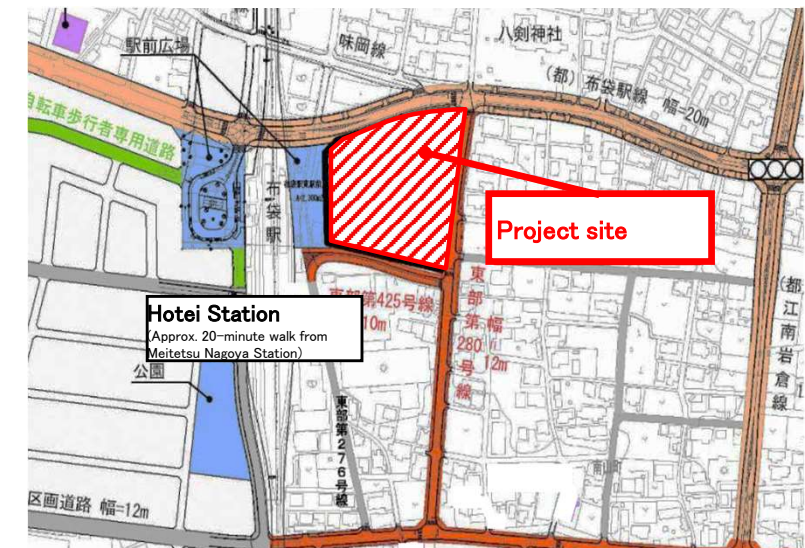 駅前広場
味岡線
八剣神社
(都) 布袋駅線 幅=20m
自転車歩行者専用道路
布袋駅
Project site
Hotei Station
(Approx. 20-minute walk from
Meitetsu Nagoya Station)
東部第425号線
10m
東部第280号線
幅
12m
(都)江南岩倉線
公園
東部第276号線
区画道路 幅=12m